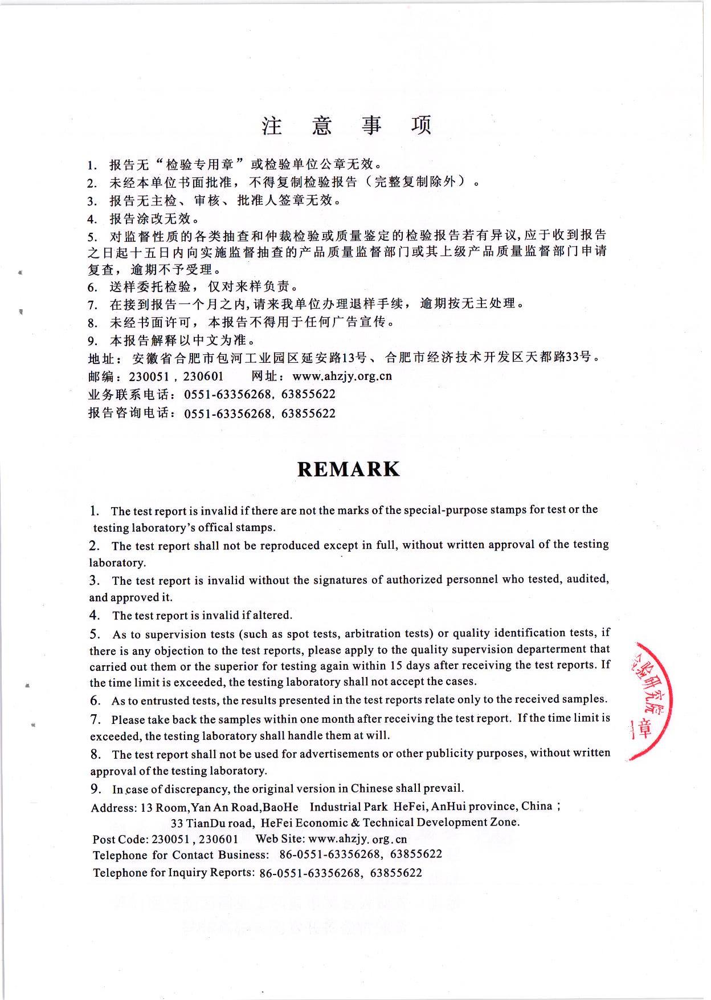 注 意 事 项
1. 报告无“检验专用章”或检验单位公章无效。
2. 未经本单位书面批准，不得复制检验报告（完整复制除外）。
3. 报告无主检、审核、批准人签章无效。
4. 报告涂改无效。
5. 对监督性质的各类抽查和仲裁检验或质量鉴定的检验报告若有异议,应于收到报告
之日起十五日内向实施监督抽查的产品质量监督部门或其上级产品质量监督部门申请
复查，逾期不予受理。
6. 送样委托检验，仅对来样负责。
7. 在接到报告一个月之内,请来我单位办理退样手续，逾期按无主处理。
8. 未经书面许可，本报告不得用于任何广告宣传。
9. 本报告解释以中文为准。
地址：安徽省合肥市包河工业园区延安路13号、合肥市经济技术开发区天都路33号。
邮编：230051，230601 网址：www.ahzjy.org.cn
业务联系电话：0551-63356268，63855622
报告咨询电话：0551-63356268，63855622
REMARK
1. The test report is invalid if there are not the marks of the special-purpose stamps for test or the
testing laboratory's offical stamps.
2. The test report shall not be reproduced except in full, without written approval of the testing
laboratory.
3. The test report is invalid without the signatures of authorized personnel who tested, audited,
and approved it.
4. The test report is invalid if altered.
5. As to supervision tests (such as spot tests, arbitration tests) or quality identification tests, if
there is any objection to the test reports, please apply to the quality supervision departerment that
carried out them or the superior for testing again within 15 days after receiving the test reports. If
the time limit is exceeded, the testing laboratory shall not accept the cases.
6. As to entrusted tests, the results presented in the test reports relate only to the received samples.
7. Please take back the samples within one month after receiving the test report. If the time limit is
exceeded, the testing laboratory shall handle them at will.
8. The test report shall not be used for advertisements or other publicity purposes, without written
approval of the testing laboratory.
9. In case of discrepancy, the original version in Chinese shall prevail.
Address: 13 Room,Yan An Road,BaoHe Industrial Park HeFei, AnHui province, China；
33 TianDu road, HeFei Economic & Technical Development Zone.
Post Code: 230051 , 230601 Web Site: www.ahzjy.org.cn
Telephone for Contact Business: 86-0551-63356268, 63855622
Telephone for Inquiry Reports: 86-0551-63356268, 63855622
检验研究院
章